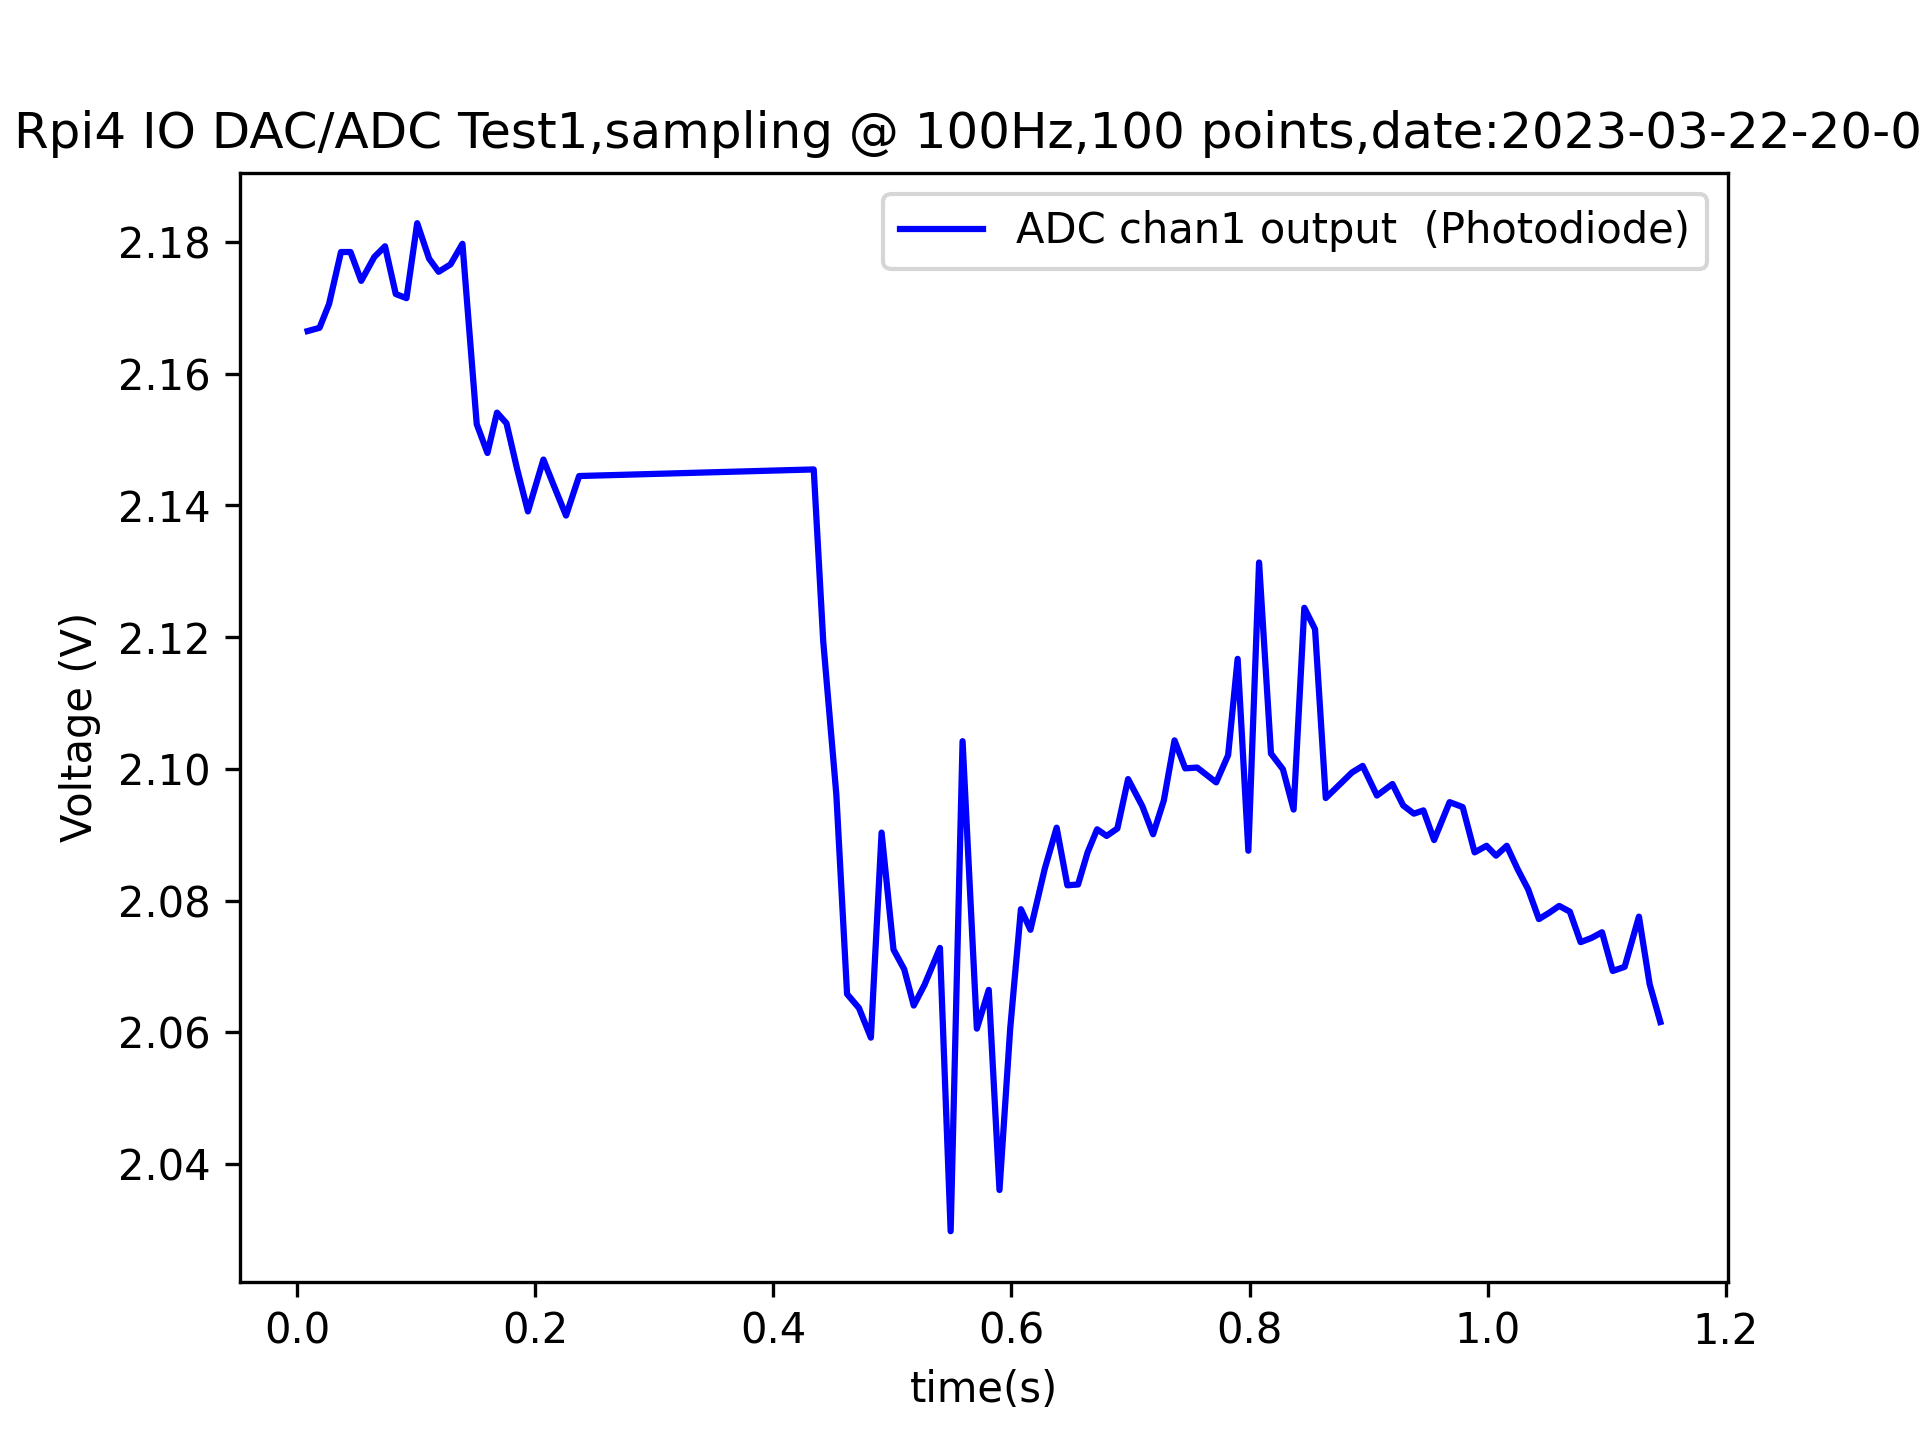 Rpi4 IO DAC/ADC Test1,sampling @ 100Hz,100 points,date:2023-03-22-20-0
ADC chan1 output  (Photodiode)
2.18
2.16
2.14
2.12
2.10
2.08
2.06
2.04
Voltage (V)
0.0 0.2 0.4 0.6 0.8 1.0 1.2
time(s)